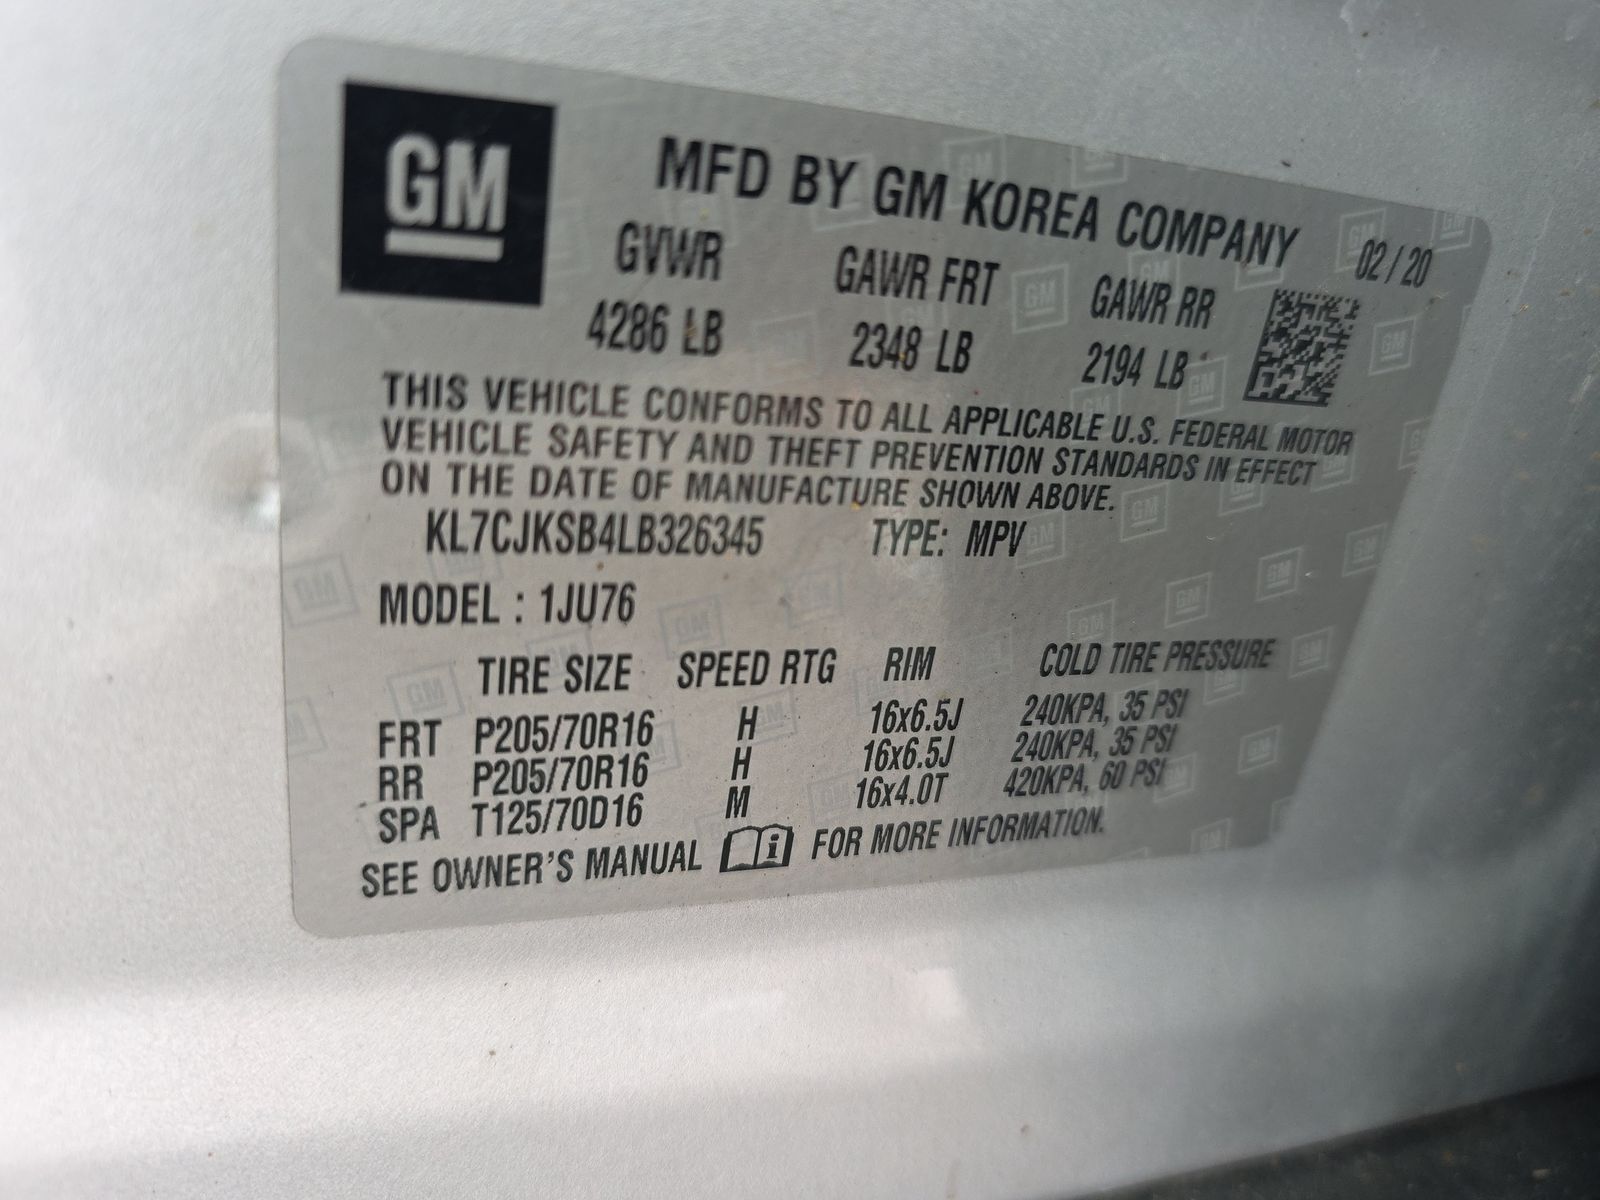 GM
MFD BY GM KOREA COMPANY 02/20
GVWR GAWR FRT GAWR RR
4286 LB 2348 LB 2194 LB
THIS VEHICLE CONFORMS TO ALL APPLICABLE U.S. FEDERAL MOTOR
VEHICLE SAFETY AND THEFT PREVENTION STANDARDS IN EFFECT
ON THE DATE OF MANUFACTURE SHOWN ABOVE.
KL7CJKSB4LB326345 TYPE: MPV
MODEL : 1JU76
TIRE SIZE SPEED RTG RIM COLD TIRE PRESSURE
FRT P205/70R16 H 16x6.5J 240KPA, 35 PSI
RR P205/70R16 H 16x6.5J 240KPA, 35 PSI
SPA T125/70D16 M 16x4.0T 420KPA, 60 PSI
SEE OWNER'S MANUAL i FOR MORE INFORMATION.